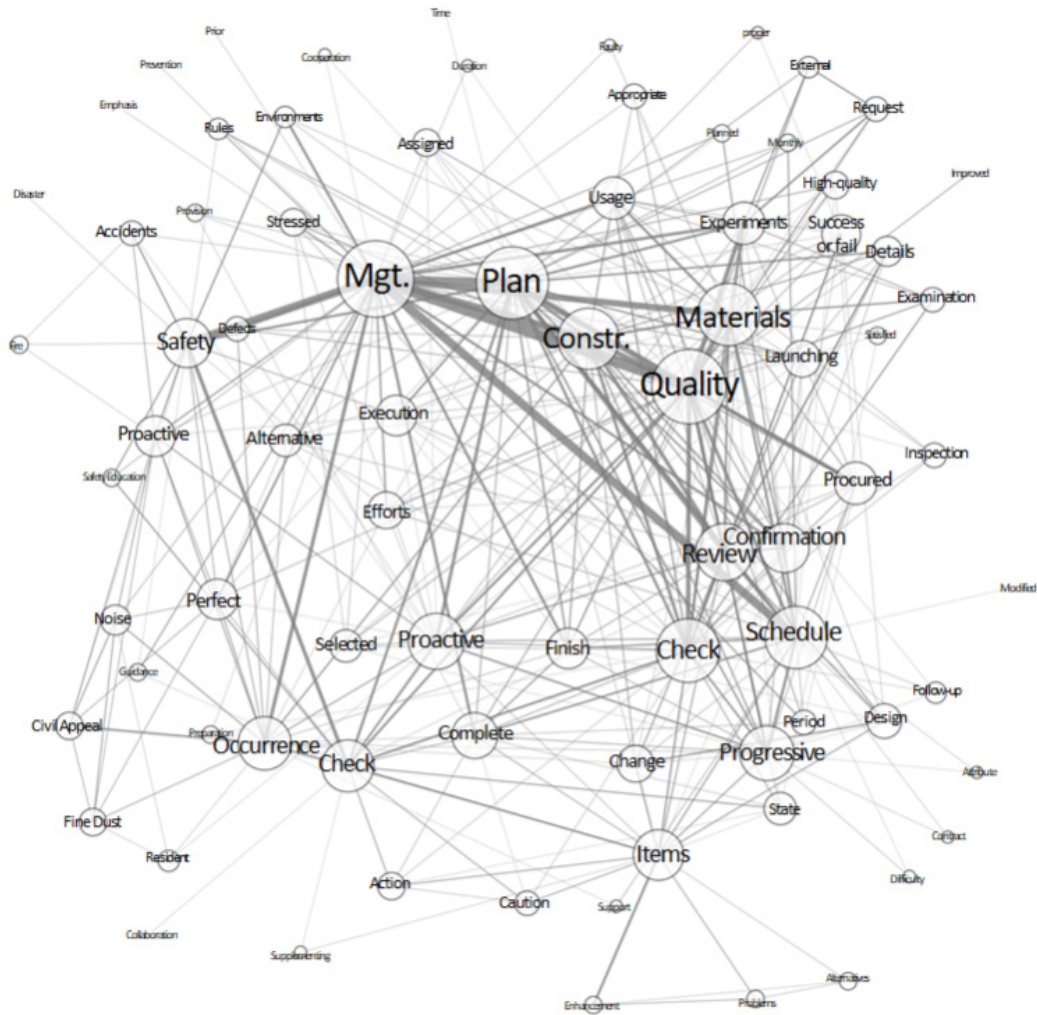 Time
Prior
Cooperation
Faulty
proper
Prevention
Duration
External
Emphasis
Appropriate
Request
Rules
Environments
Assigned
Planned
Monthly
Improved
Disaster
Usage
High-quality
Provision
Stressed
Experiments
Success
or fail
Accidents
Details
Mgt.
Plan
Examination
Materials
Fire
Safety
Defects
Constr.
Satisfied
Launching
Quality
Proactive
Alternative
Execution
Inspection
Safety Education
Procured
Efforts
Confirmation
Review
Modified
Perfect
Noise
Selected
Proactive
Finish
Check
Schedule
Guidance
Follow-up
Civil Appeal
Preparation
Occurrence
Complete
Period
Design
Check
Change
Progressive
Attribute
State
Fine Dust
Contract
Resident
Items
Action
Difficulty
Caution
Support
Collaboration
Supplementing
Alternatives
Enhancement
Problems